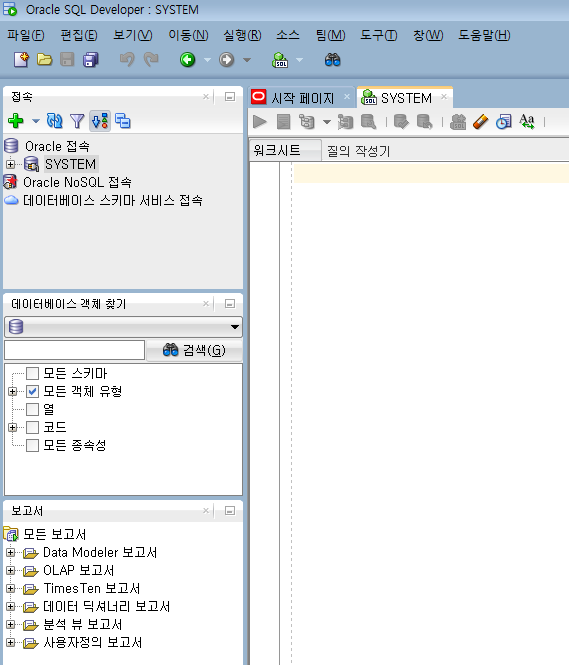 Oracle SQL Developer : SYSTEM
파일(F) 편집(E) 보기(V) 이동(N) 실행(R) 소스 팀(M) 도구(T) 창(W) 도움말(H)
SQL
접속
Oracle 접속
SYSTEM
Oracle NoSQL 접속
데이터베이스 스키마 서비스 접속
데이터베이스 객체 찾기
검색(G)
모든 스키마
모든 객체 유형
열
코드
모든 종속성
보고서
모든 보고서
Data Modeler 보고서
OLAP 보고서
TimesTen 보고서
데이터 딕셔너리 보고서
분석 뷰 보고서
사용자정의 보고서
시작 페이지 SQL SYSTEM
Aa
워크시트 질의 작성기